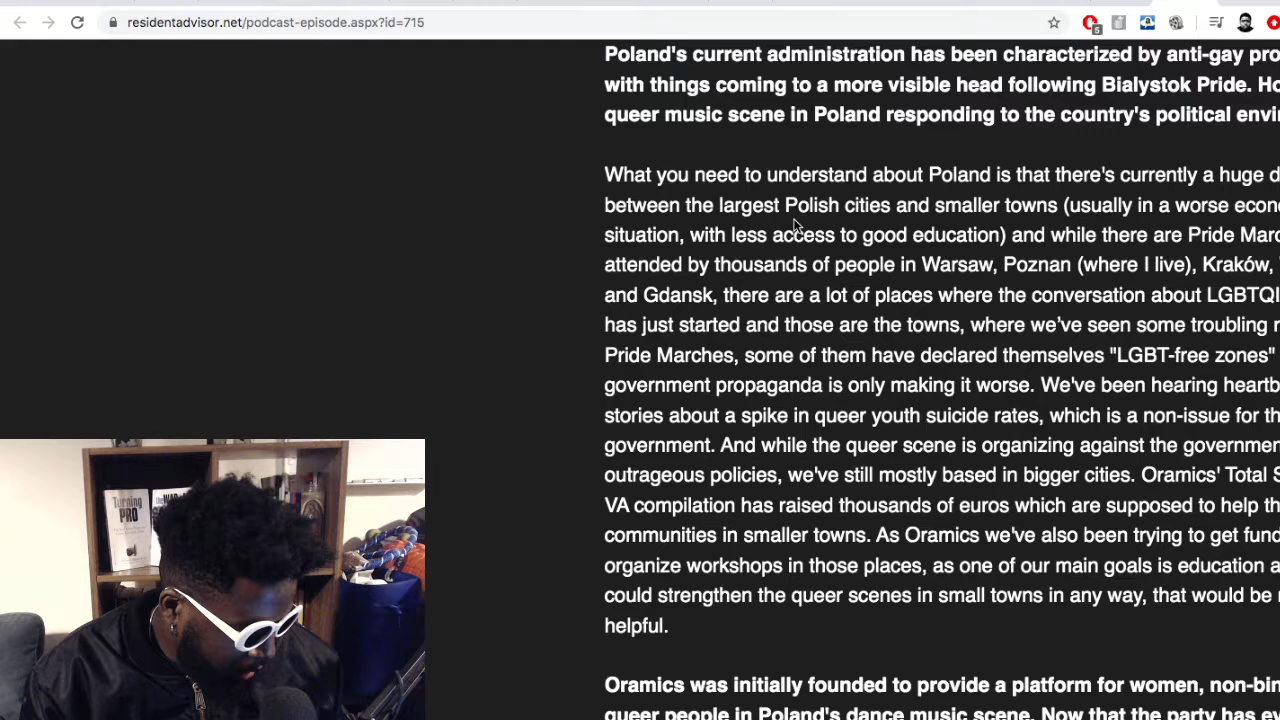 residentadvisor.net/podcast-episode.aspx?id=715
5
Poland's current administration has been characterized by anti-gay
with things coming to a more visible head following Bialystok Pride.
queer music scene in Poland responding to the country's political
What you need to understand about Poland is that there's currently a huge
between the largest Polish cities and smaller towns (usually in a worse
situation, with less access to good education) and while there are Pride
attended by thousands of people in Warsaw, Poznan (where I live), Kraków,
and Gdansk, there are a lot of places where the conversation about
has just started and those are the towns, where we've seen some troubling
Pride Marches, some of them have declared themselves "LGBT-free zones"
government propaganda is only making it worse. We've been hearing
stories about a spike in queer youth suicide rates, which is a non-issue for
government. And while the queer scene is organizing against the
outrageous policies, we've still mostly based in bigger cities. Oramics' Total
VA compilation has raised thousands of euros which are supposed to help
communities in smaller towns. As Oramics we've also been trying to get
organize workshops in those places, as one of our main goals is education
could strengthen the queer scenes in small towns in any way, that would be
helpful.
Oramics was initially founded to provide a platform for women,
queer people in Poland's dance music scene. Now that the party has
Turning
PRO
the WAR of